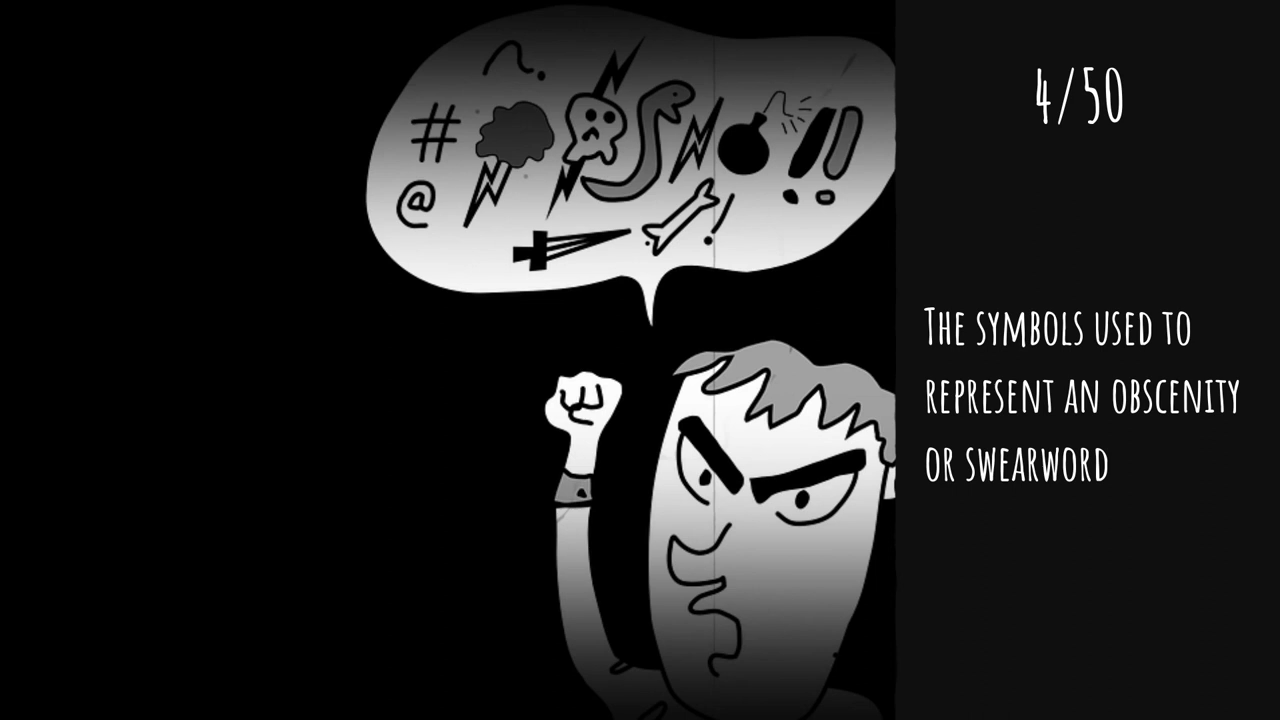 4/50
#
@
!!
The symbols used to
represent an obscenity
or swearword